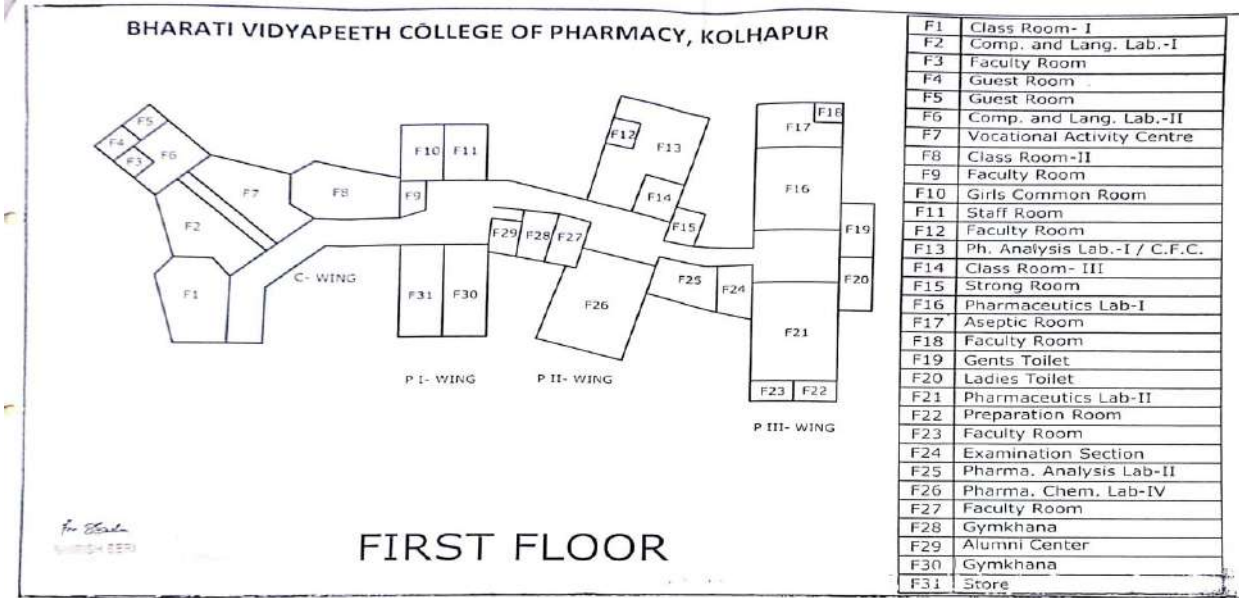 BHARATI VIDYAPEETH COLLEGE OF PHARMACY, KOLHAPUR
F1 Class Room- I
F2 Comp. and Lang. Lab.-I
F3 Faculty Room
F4 Guest Room
F5 Guest Room
F6 Comp. and Lang. Lab.-II
F7 Vocational Activity Centre
F8 Class Room-II
F9 Faculty Room
F10 Girls Common Room
F11 Staff Room
F12 Faculty Room
F13 Ph. Analysis Lab.-I / C.F.C.
F14 Class Room- III
F15 Strong Room
F16 Pharmaceutics Lab-I
F17 Aseptic Room
F18 Faculty Room
F19 Gents Toilet
F20 Ladies Toilet
F21 Pharmaceutics Lab-II
F22 Preparation Room
F23 Faculty Room
F24 Examination Section
F25 Pharma. Analysis Lab-II
F26 Pharma. Chem. Lab-IV
F27 Faculty Room
F28 Gymkhana
F29 Alumni Center
F30 Gymkhana
F31 Store
F5
F4
F3
F6
F7
F2
F1
F8
F9
F10 F11
F12
F13
F14
F15
F18
F17
F16
F19
F20
F29 F28 F27
F25
F24
F26
F31 F30
F21
F23 F22
C- WING
P I- WING
P II- WING
P III- WING
For
FIRST FLOOR